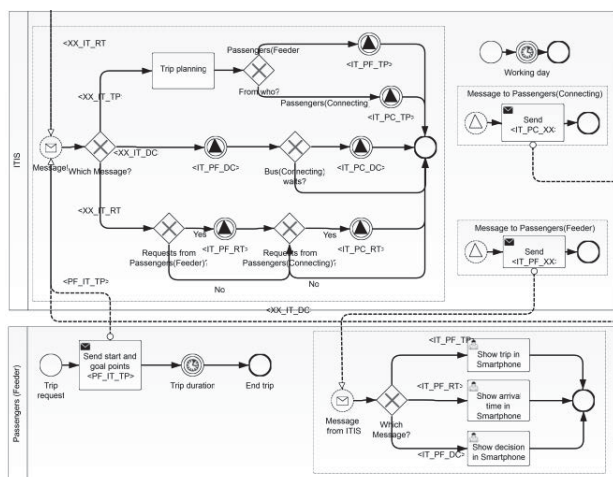 <XX_IT_RT>
Passengers(Feeder
<IT_PF_TP>
Trip planning
<XX_IT_TP>
From who?
Passengers(Connecting
<IT_PC_TP>
Working day
Message to Passengers(Connecting)
Send
<IT_PC_XX>
ITIS
Message!
Which Message?
<XX_IT_DC>
<IT_PF_DC>
Bus(Connecting)
waits?
<IT_PC_DC>
<XX_IT_RT>
Yes
<IT_PF_RT>
Yes
<IT_PC_RT>
Requests from
Passengers(Feeder)
Requests from
Passengers(Connecting)
No
No
Message to Passengers(Feeder)
Send
<IT_PF_XX>
<PF_IT_TP>
<XX_IT_DC>
Passengers (Feeder)
Trip
request
Send start and
goal points
<PF_IT_TP>
Trip duration
End trip
Message
from ITIS
Which
Message?
<IT_PF_TP>
Show trip in
Smartphone
<IT_PF_RT>
Show arrival
time in
Smartphone
<IT_PF_DC>
Show decision
in Smartphone